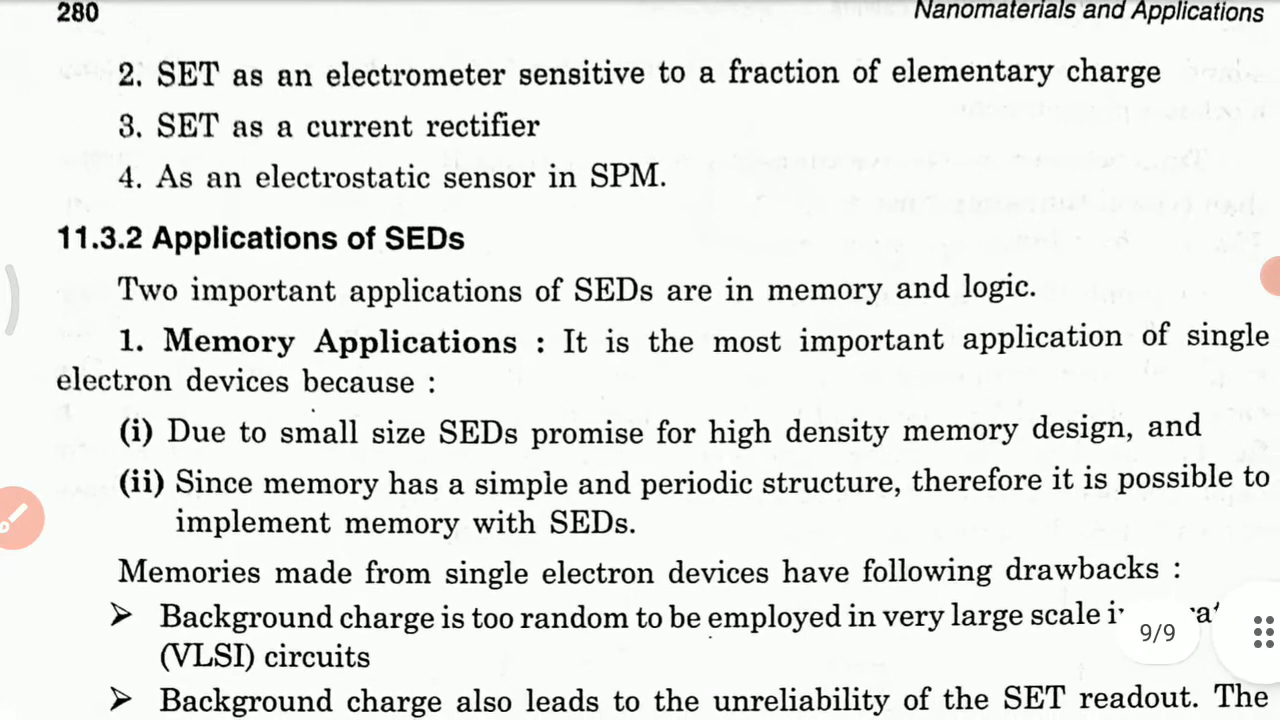 280 Nanomaterials and Applications
2. SET as an electrometer sensitive to a fraction of elementary charge
3. SET as a current rectifier
4. As an electrostatic sensor in SPM.
11.3.2 Applications of SEDs
Two important applications of SEDs are in memory and logic.
1. Memory Applications : It is the most important application of single
electron devices because :
(i) Due to small size SEDs promise for high density memory design, and
(ii) Since memory has a simple and periodic structure, therefore it is possible to
implement memory with SEDs.
Memories made from single electron devices have following drawbacks :
➢ Background charge is too random to be employed in very large scale
9/9
(VLSI) circuits
➢ Background charge also leads to the unreliability of the SET readout. The